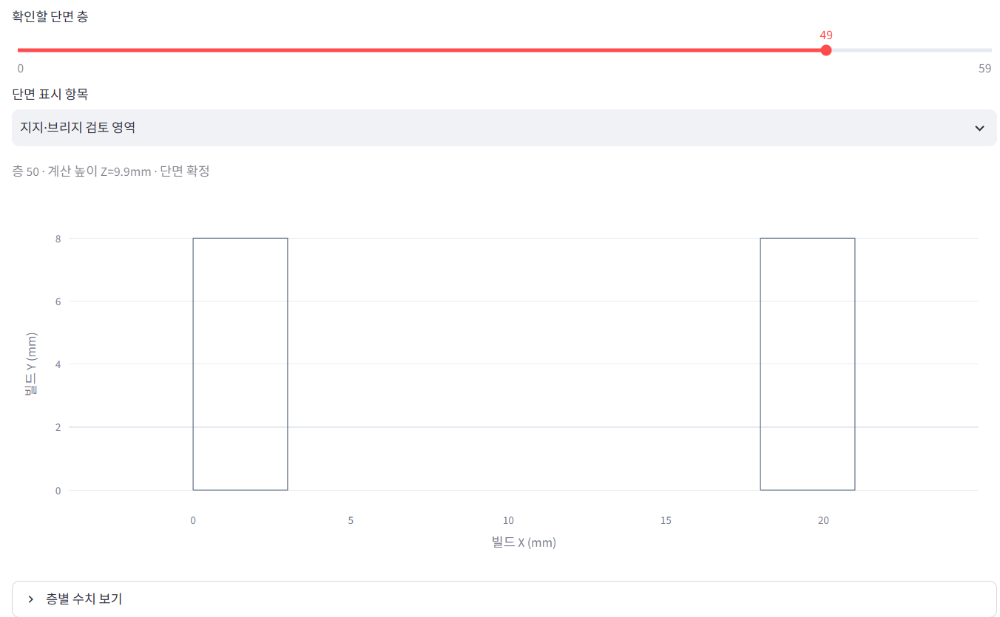 확인할 단면 층
49
0
59
단면 표시 항목
지지·브리지 검토 영역
층 50 · 계산 높이 Z=9.9mm · 단면 확정
8
6
4
2
0
빌드 Y (mm)
0
5
10
15
20
빌드 X (mm)
층별 수치 보기